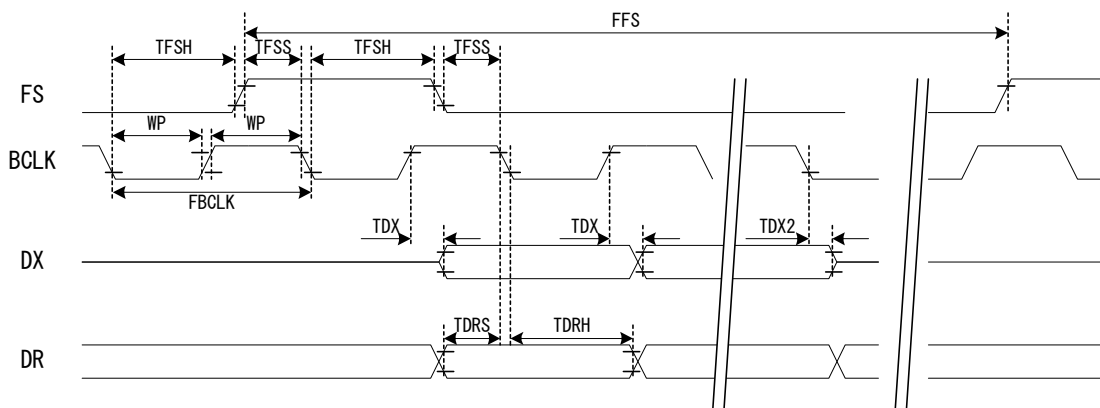 FFS
TFSH TFSS TFSH TFSS
FS
WP WP
BCLK
FBCLK
TDX TDX TDX2
DX
TDRS TDRH
DR